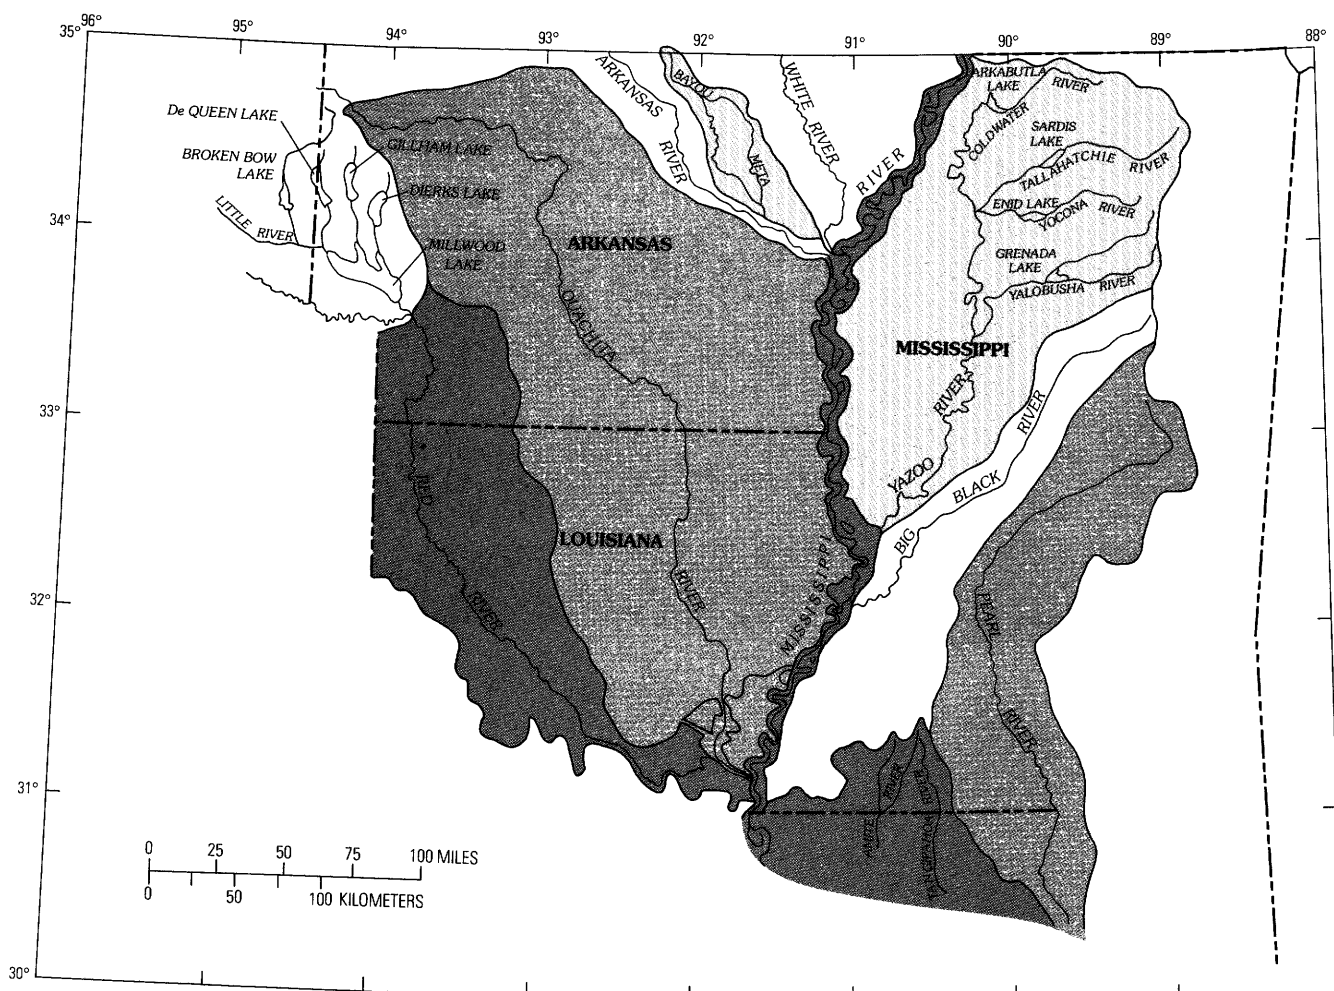 96°
35°
95°
94°
93°
92°
91°
90°
89°
88°
De QUEEN LAKE
BROKEN BOW
LAKE
LITTLE RIVER
GILLHAM LAKE
DIERKS LAKE
MILLWOOD
LAKE
ARKANSAS
RIVER
BAYOU
META
WHITE RIVER
RIVER
ARKABUTLA
LAKE
RIVER
COLDWATER
SARDIS
LAKE
TALLAHATCHIE RIVER
ENID LAKE
YOCONA RIVER
GRENADA
LAKE
YALOBUSHA RIVER
34°
ARKANSAS
OUACHITA
MISSISSIPPI
RIVER
YAZOO
RIVER
BLACK
BIG
33°
RED
LOUISIANA
RIVER
MISSISSIPPI
32°
RIVER
PEARL
RIVER
31°
RIVER
AMITE
RIVER
TANGIPAHOA
0 25 50 75 100 MILES
0 50 100 KILOMETERS
30°